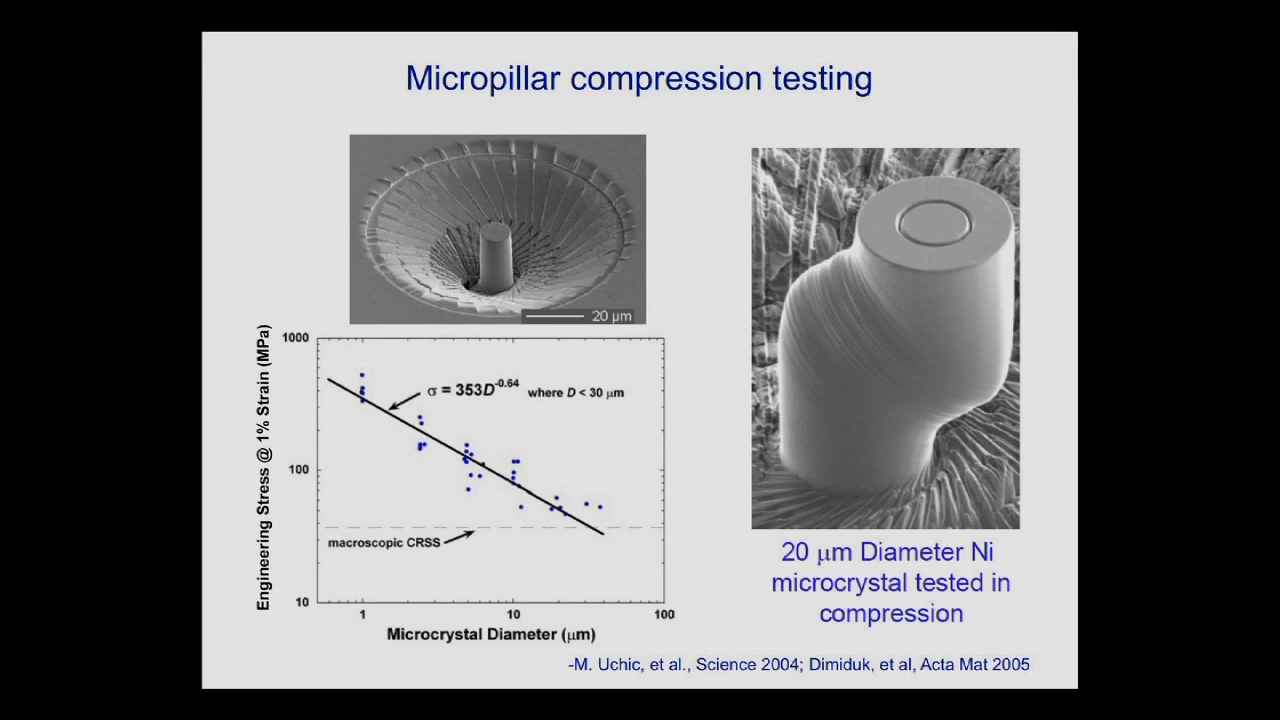 Micropillar compression testing
20 μm
Engineering Stress @ 1% Strain (MPa)
1000
100
10
σ = 353D^-0.64 where D < 30 μm
macroscopic CRSS
1
10
100
Microcrystal Diameter (μm)
20 μm Diameter Ni
microcrystal tested in
compression
-M. Uchic, et al., Science 2004; Dimiduk, et al, Acta Mat 2005